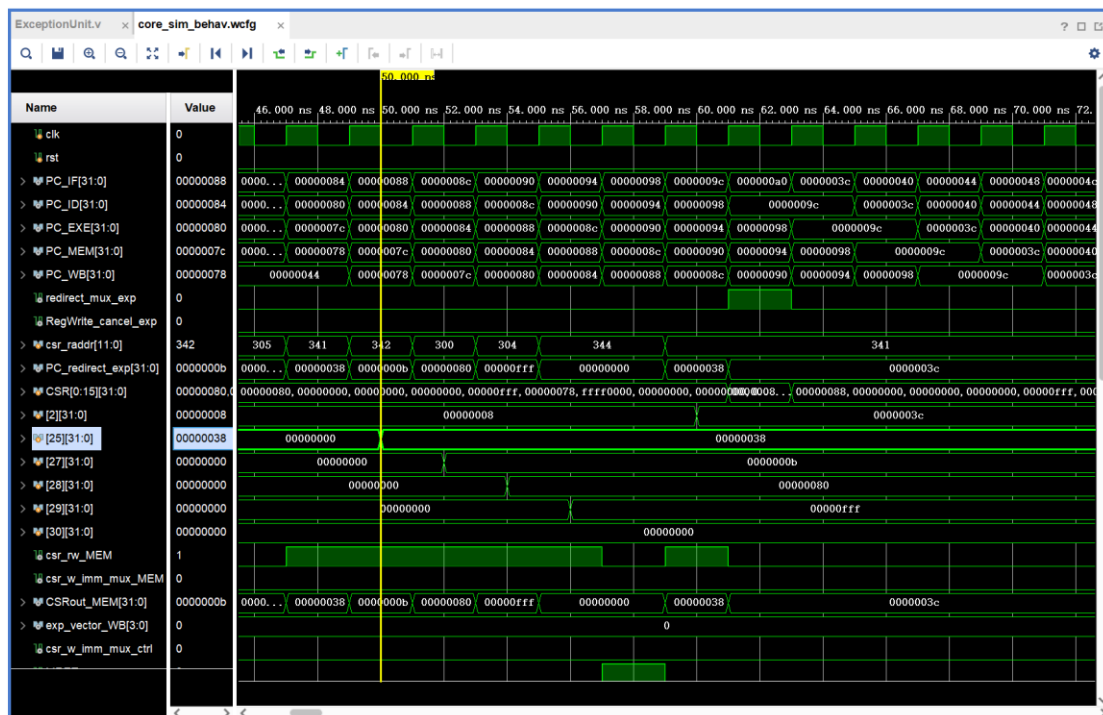 ExceptionUnit.v × core_sim_behav.wcfg ×
50.000 ns
Name Value 46.000 ns 48.000 ns 50.000 ns 52.000 ns 54.000 ns 56.000 ns 58.000 ns 60.000 ns 62.000 ns 64.000 ns 66.000 ns 68.000 ns 70.000 ns 72.
clk 0
rst 0
PC_IF[31:0] 00000088 0000... 00000084 00000088 0000008c 00000090 00000094 00000098 0000009c 000000a0 0000003c 00000040 00000044 00000048 0000004c
PC_ID[31:0] 00000084 0000... 00000080 00000084 00000088 0000008c 00000090 00000094 00000098 0000009c 0000003c 00000040 00000044 00000048
PC_EXE[31:0] 00000080 0000... 0000007c 00000080 00000084 00000088 0000008c 00000090 00000094 00000098 0000009c 0000003c 00000040 00000044
PC_MEM[31:0] 0000007c 0000... 00000078 0000007c 00000080 00000084 00000088 0000008c 00000090 00000094 00000098 0000009c 0000003c 00000040
PC_WB[31:0] 00000078 00000044 00000078 0000007c 00000080 00000084 00000088 0000008c 00000090 00000094 00000098 0000009c 0000003c
redirect_mux_exp 0
RegWrite_cancel_exp 0
csr_raddr[11:0] 342 305 341 342 300 304 344 341
PC_redirect_exp[31:0] 0000000b 0000... 00000038 0000000b 00000080 00000fff 00000000 00000038 0000003c
CSR[0:15][31:0] 00000080,0 00000080, 00000000, 00000000, 00000000, 00000fff, 00000078, ffff0000, 00000000, 00000088, 00000000, 00000000, 00000000, 00000fff, 000
[2][31:0] 00000008 00000008 0000003c
[25][31:0] 00000038 00000000 00000038
[27][31:0] 00000000 00000000 0000000b
[28][31:0] 00000000 00000000 00000080
[29][31:0] 00000000 00000000 00000fff
[30][31:0] 00000000 00000000
csr_rw_MEM 1
csr_w_imm_mux_MEM 0
CSRout_MEM[31:0] 0000000b 0000... 00000038 0000000b 00000080 00000fff 00000000 00000038 0000003c
exp_vector_WB[3:0] 0 0
csr_w_imm_mux_ctrl 0